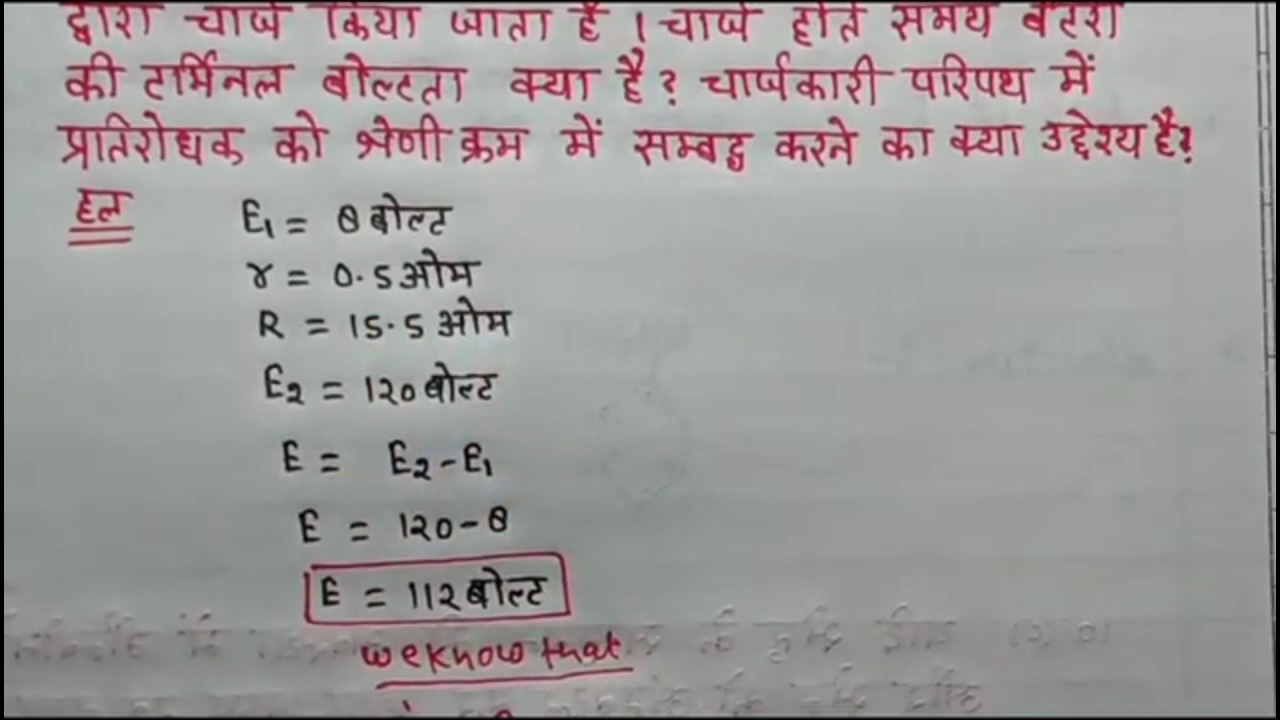 द्वारा चार्ज किया जाता है । चार्ज होते समय बैटरी
की टर्मिनल वोल्टता क्या है? चार्जकारी परिपथ में
प्रतिरोधक को श्रेणीक्रम में सम्बद्ध करने का क्या उद्देश्य है?
हल
E₁ = 8 वोल्ट
r = 0.5 ओम
R = 15.5 ओम
E₂ = 120 वोल्ट
E = E₂ - E₁
E = 120 - 8
E = 112 वोल्ट
we know that